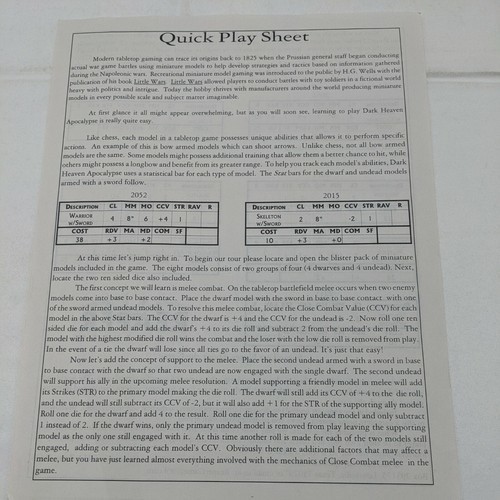 Quick Play Sheet
Modern tabletop gaming can trace its origins back to 1825 when the Prussian general staff began conducting
actual war game battles using miniature models to help develop strategies and tactics based on information gathered
during the Napoleonic wars. Recreational miniature model gaming was introduced to the public by H.G. Wells with the
publication of his book Little Wars. Little Wars allowed players to conduct battles with toy soldiers in a fictional world
heavy with politics and intrigue. Today the hobby thrives with manufacturers around the world producing miniature
models in every possible scale and subject matter imaginable.
At first glance it all might appear overwhelming, but as you will soon see, learning to play Dark Heaven
Apocalypse is really quite easy.
Like chess, each model in a tabletop game possesses unique abilities that allows it to perform specific
actions. An example of this is bow armed models which can shoot arrows. Unlike chess, not all bow armed
models are the same. Some models might possess additional training that allow them a better chance to hit, while
others might possess a longbow and benefit from its greater range. To help you track each model's abilities, Dark
Heaven Apocalypse uses a statistical bar for each type of model. The Stat bars for the dwarf and undead models
armed with a sword follow.
2052
DESCRIPTION CL MM MO CCV STR RAV R
WARRIOR W/SWORD 4 8" 6 +4 1
COST RDV MA MD COM SF
38 +3 +2
2015
DESCRIPTION CL MM MO CCV STR RAV R
SKELETON W/SWORD 2 8" -2 1
COST RDV MA MD COM SF
10 +3 +0
At this time let's jump right in. To begin our tour please locate and open the blister pack of miniature
models included in the game. The eight models consist of two groups of four (4 dwarves and 4 undead). Next,
locate the two ten sided dice also included.
The first concept we will learn is melee combat. On the tabletop battlefield melee occurs when two enemy
models come into base to base contact. Place the dwarf model with the sword in base to base contact with one
of the sword armed undead models. To resolve this melee combat, locate the Close Combat Value (CCV) for each
model in the above Stat bars. The CCV for the dwarf is +4 and the CCV for the undead is -2. Now roll one ten
sided die for each model and add the dwarf's +4 to its die roll and subtract 2 from the undead's die roll. The
model with the highest modified die roll wins the combat and the loser with the low die roll is removed from play.
In the event of a tie the dwarf will lose since all ties go to the favor of an undead. It's just that easy!
Now let's add the concept of support to the melee. Place the second undead armed with a sword in base
to base contact with the dwarf so that two undead are now engaged with the single dwarf. The second undead
will support his ally in the upcoming melee resolution. A model supporting a friendly model in melee will add
its Strikes (STR) to the primary model making the die roll. The dwarf will still add its CCV of +4 to the die roll,
and the undead will still subtract its CCV of -2, but it will also add +1 for the STR of the supporting ally model.
Roll one die for the dwarf and add 4 to the result. Roll one die for the primary undead model and only subtract
1 instead of 2. If the dwarf wins, only the primary undead model is removed from play leaving the supporting
model as the only one still engaged with it. At this time another roll is made for each of the two models still
engaged, adding or subtracting each model's CCV. Obviously there are additional factors that may affect a
melee, but you have just learned almost everything involved with the mechanics of Close Combat melee in the
game.